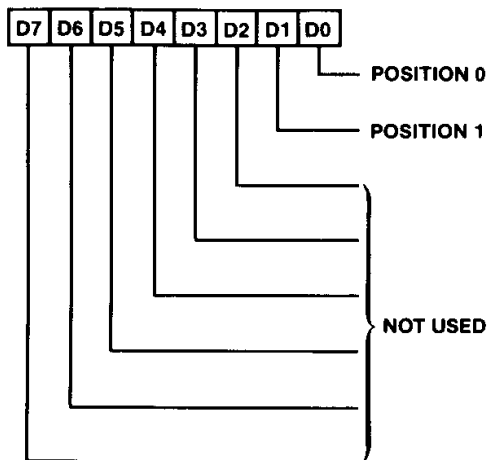 D7 D6 D5 D4 D3 D2 D1 D0
POSITION 0
POSITION 1
NOT USED